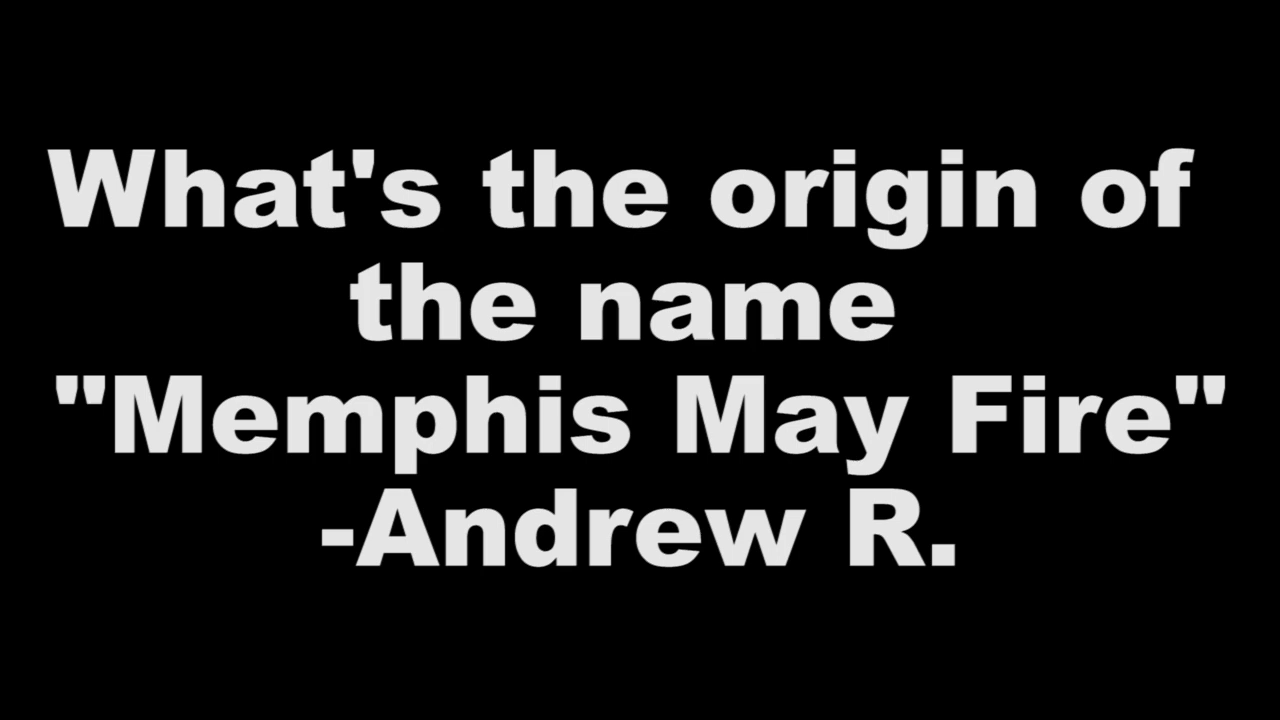 What's the origin of
the name
"Memphis May Fire"
-Andrew R.